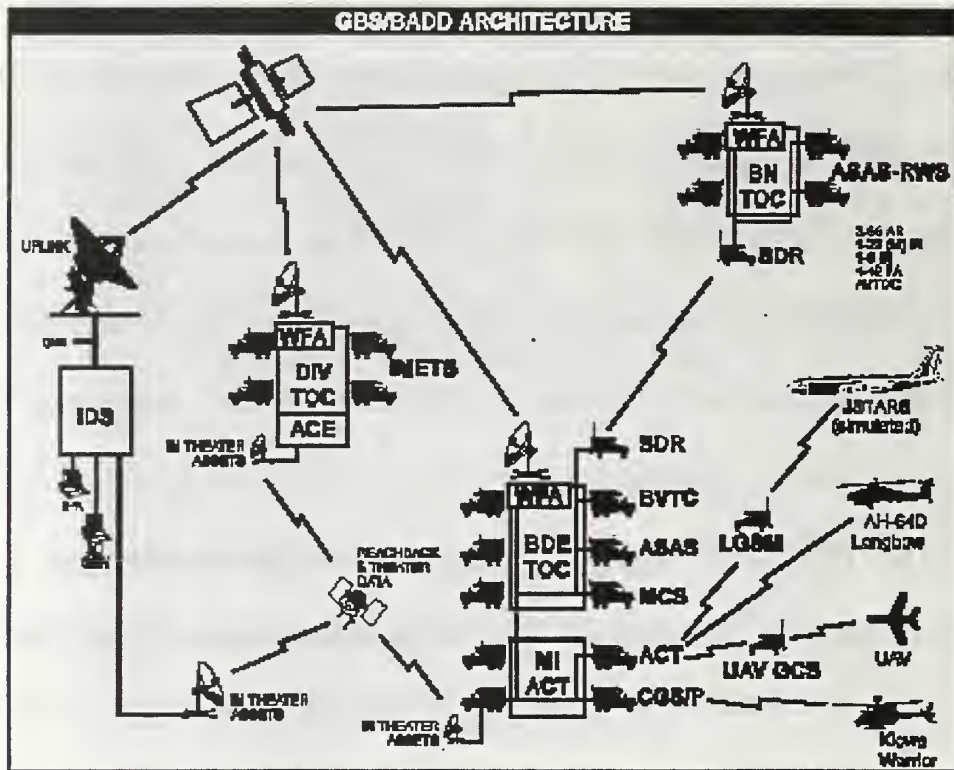 GBS/BADD ARCHITECTURE
WFA
BN
TOC
ASAS-RWS
SDR
UPLINK
WFA
DIV
TOC
ACE
INETS
IDS
IN THEATER
ASSETS
JSTARS
(simulated)
SDR
WFA
BDE
TOC
BVTC
ASAS
MCS
LGSM
AH-64D
Longbow
REACHBACK
& THEATER
DATA
MI
ACT
ACT
CGS/P
UAV GCS
UAV
IN THEATER
ASSETS
IN THEATER
ASSETS
Kiowa
Warrior